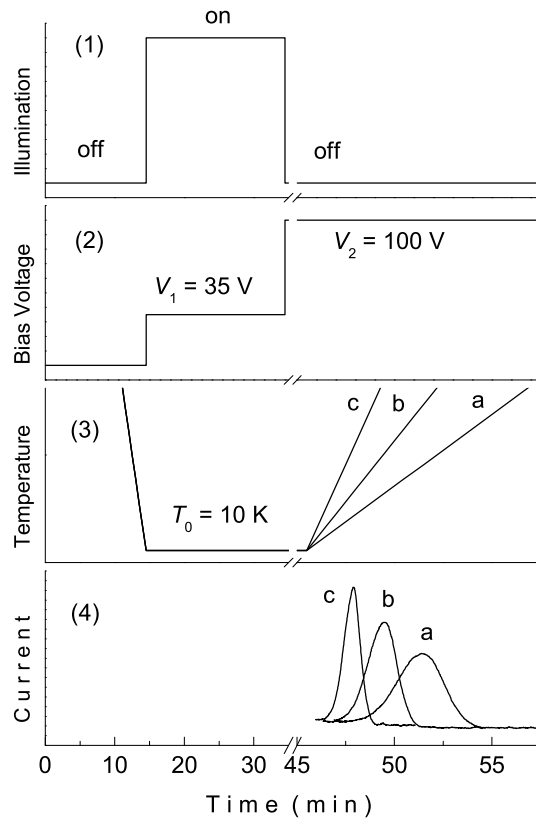 Illumination
(1)
on
off
off
Bias Voltage
(2)
V₁ = 35 V
V₂ = 100 V
Temperature
(3)
T₀ = 10 K
c
b
a
Current
(4)
c
b
a
0 10 20 30 45 50 55
Time (min)